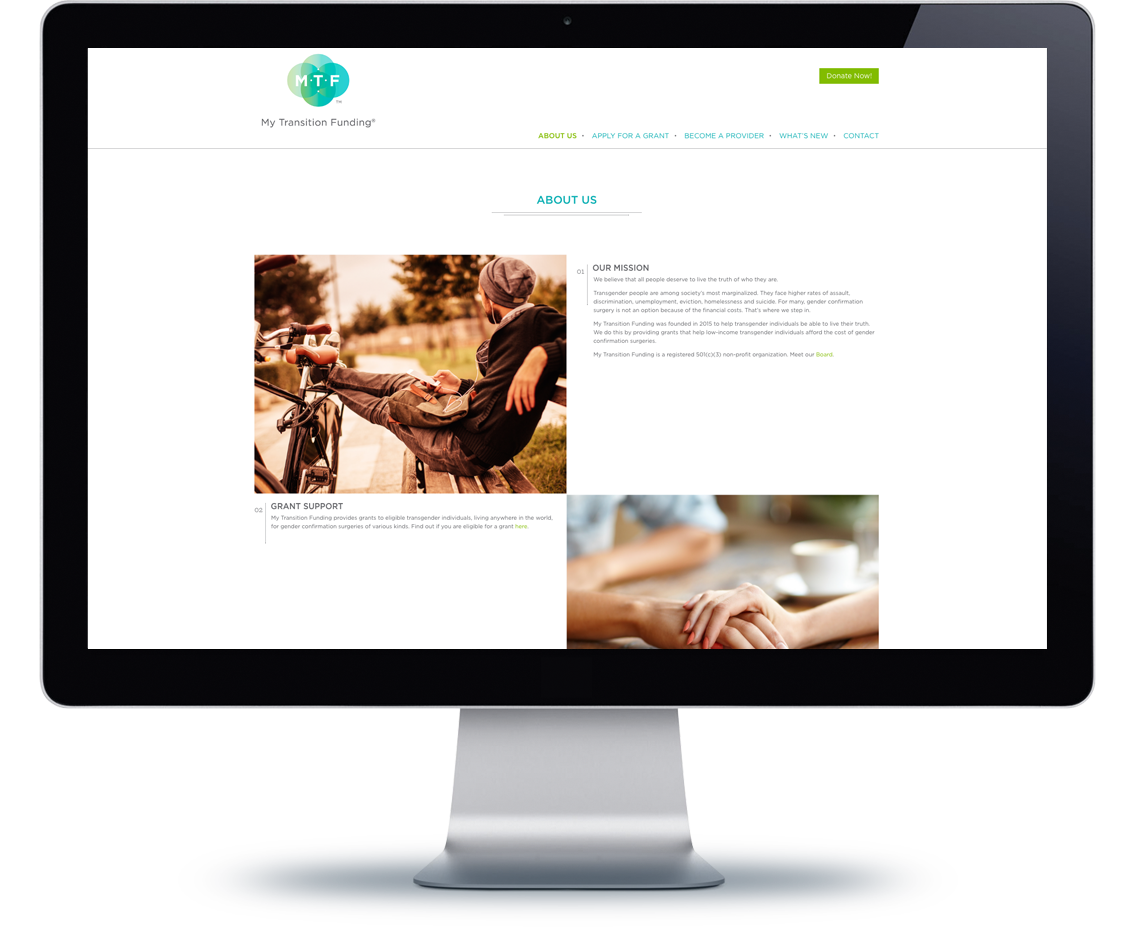 M·T·F
™
My Transition Funding®
Donate Now!
ABOUT US • APPLY FOR A GRANT • BECOME A PROVIDER • WHAT'S NEW • CONTACT
ABOUT US
01
OUR MISSION
We believe that all people deserve to live the truth of who they are.
Transgender people are among society's most marginalized. They face higher rates of assault,
discrimination, unemployment, eviction, homelessness and suicide. For many, gender confirmation
surgery is not an option because of the financial costs. That's where we step in.
My Transition Funding was founded in 2015 to help transgender individuals be able to live their truth.
We do this by providing grants that help low-income transgender individuals afford the cost of gender
confirmation surgeries.
My Transition Funding is a registered 501(c)(3) non-profit organization. Meet our Board.
02
GRANT SUPPORT
My Transition Funding provides grants to eligible transgender individuals, living anywhere in the world,
for gender confirmation surgeries of various kinds. Find out if you are eligible for a grant here.